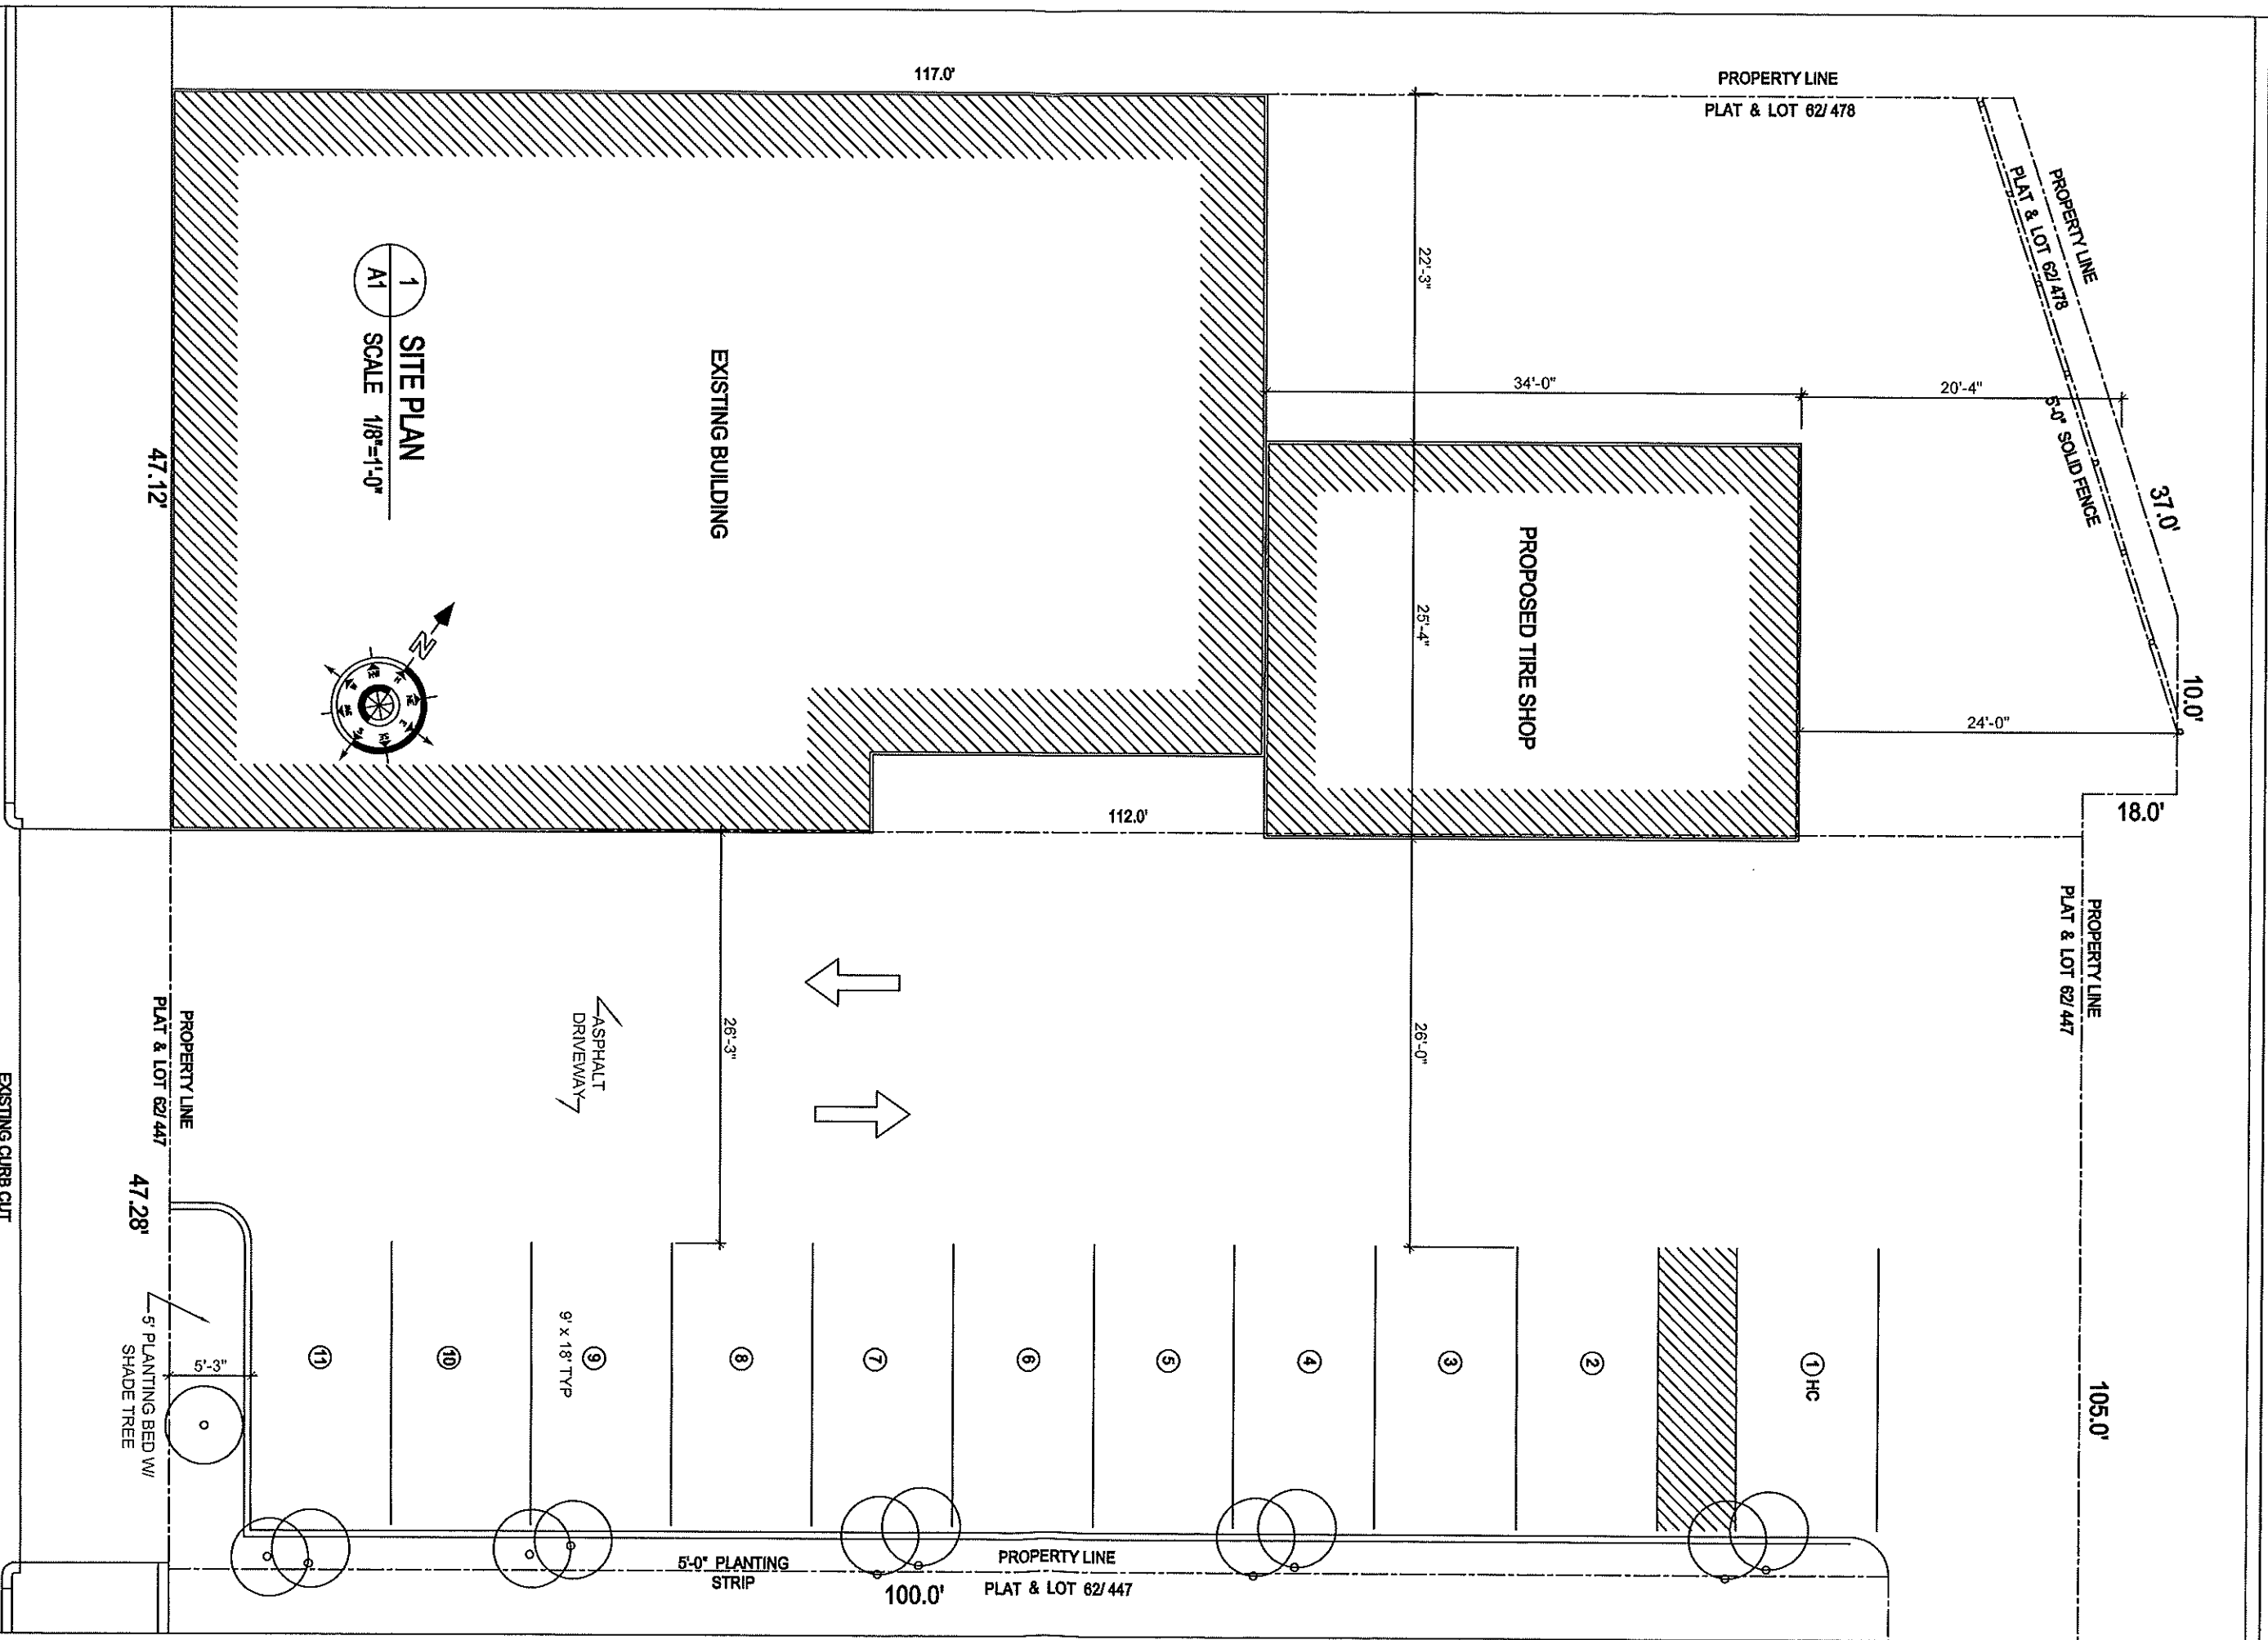 117.0'
PROPERTY LINE
PLAT & LOT 62/ 478
PROPERTY LINE
PLAT & LOT 62/ 478
5'-0" SOLID FENCE
37.0'
10.0'
18.0'
22'-3"
34'-0"
20'-4"
24'-0"
25'-4"
EXISTING BUILDING
PROPOSED TIRE SHOP
1
A1
SITE PLAN
SCALE 1/8"=1'-0"
N
47.12'
112.0'
PROPERTY LINE
PLAT & LOT 62/ 447
105.0'
26'-3"
26'-0"
ASPHALT
DRIVEWAY
PROPERTY LINE
PLAT & LOT 62/ 447
47.28'
EXISTING CURB CUT
5' PLANTING BED W/
SHADE TREE
5'-3"
11
10
9
9' x 18' TYP
8
7
6
5
4
3
2
1 HC
5'-0" PLANTING
STRIP
100.0'
PROPERTY LINE
PLAT & LOT 62/ 447